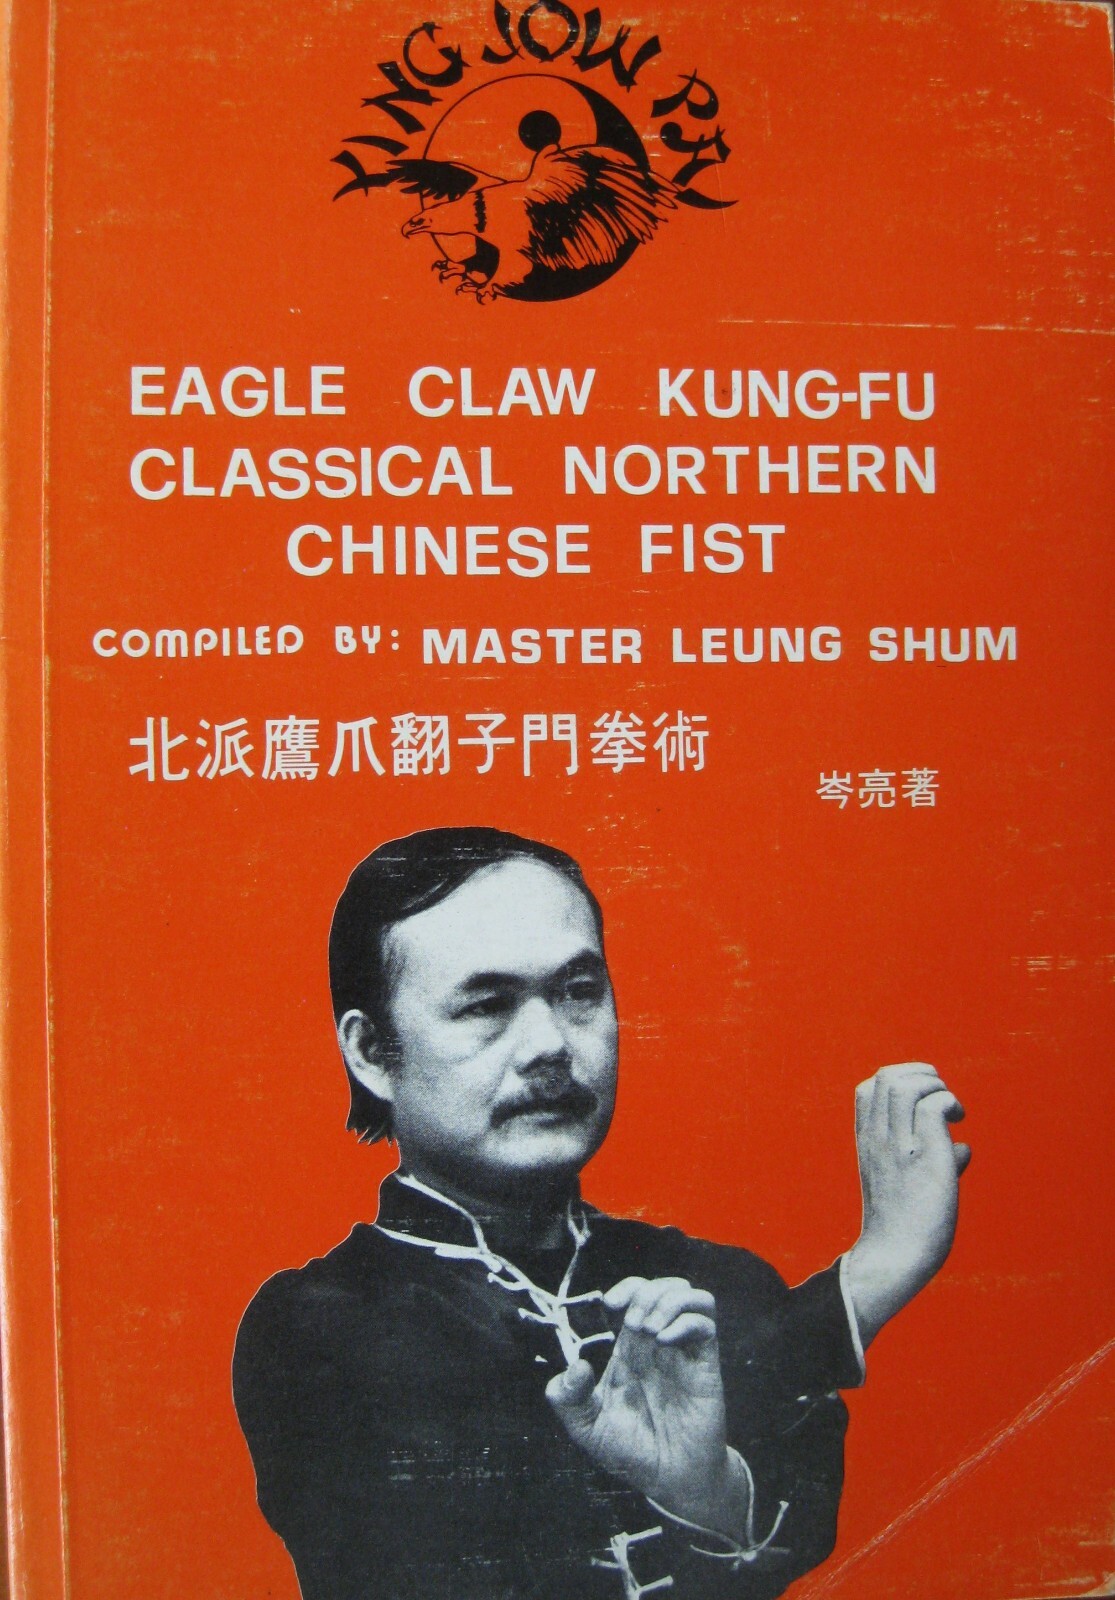 YING JOW PAI
EAGLE CLAW KUNG-FU
CLASSICAL NORTHERN
CHINESE FIST
COMPILED BY: MASTER LEUNG SHUM
北派鷹爪翻子門拳術
岑亮著